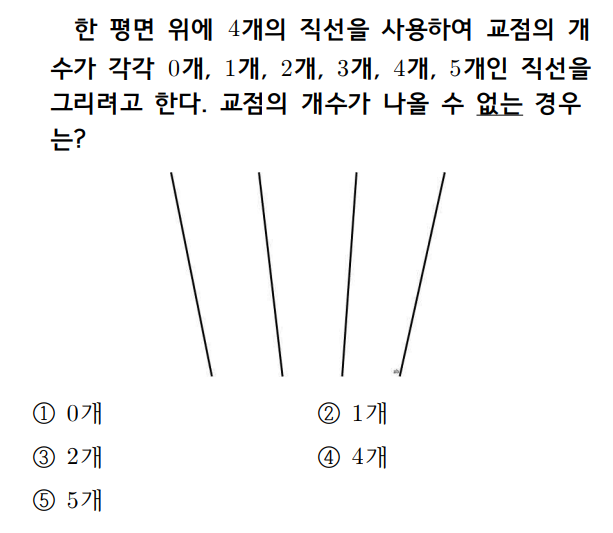 한 평면 위에 4개의 직선을 사용하여 교점의 개
수가 각각 0개, 1개, 2개, 3개, 4개, 5개인 직선을
그리려고 한다. 교점의 개수가 나올 수 없는 경우
는?
① 0개 ② 1개
③ 2개 ④ 4개
⑤ 5개